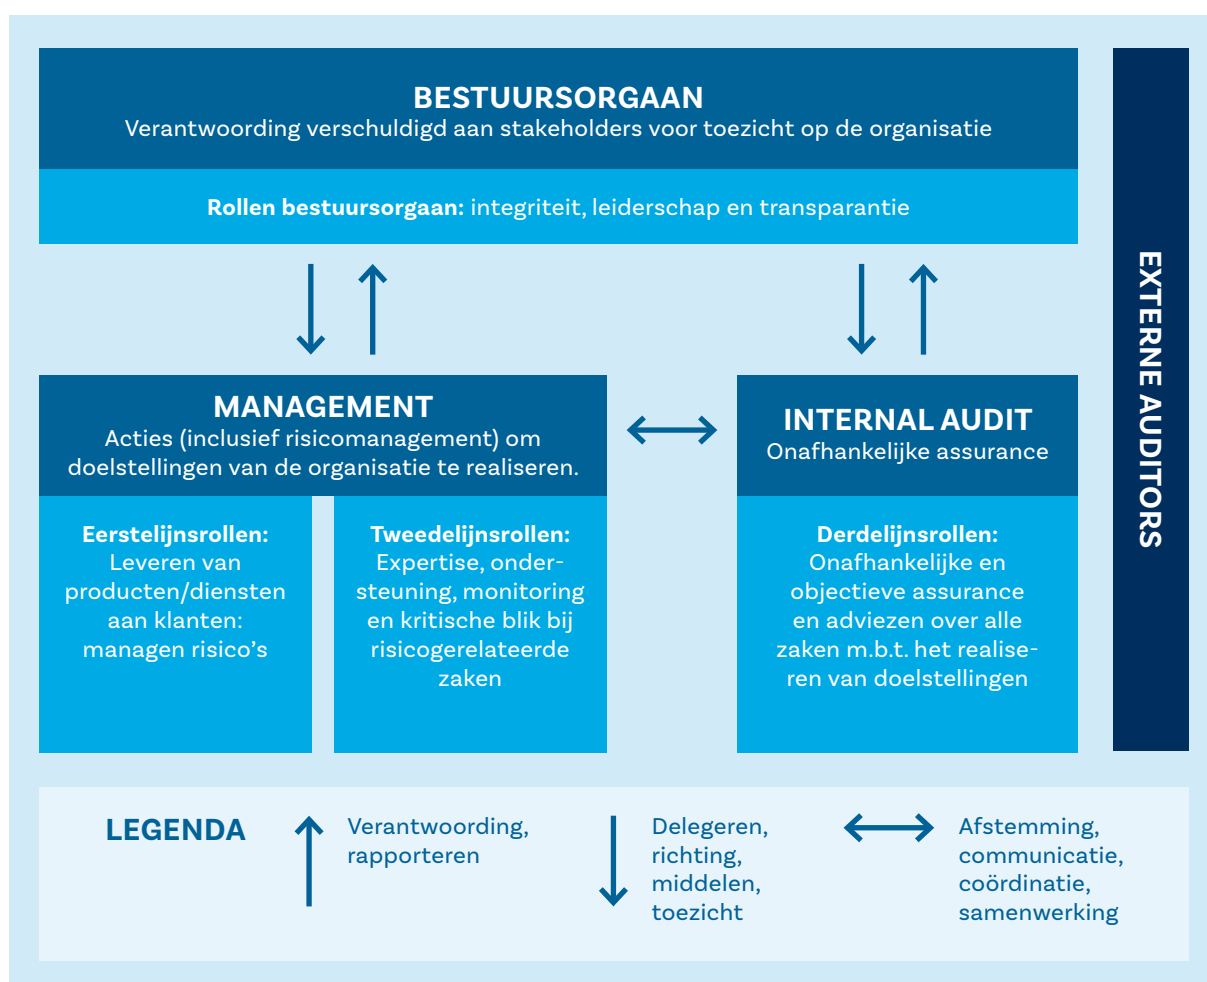 BESTUURSORGAAN
Verantwoording verschuldigd aan stakeholders voor toezicht op de organisatie
Rollen bestuursorgaan: integriteit, leiderschap en transparantie
MANAGEMENT
Acties (inclusief risicomanagement) om
doelstellingen van de organisatie te realiseren.
Eerstelijnsrollen:
Leveren van
producten/diensten
aan klanten:
managen risico’s
Tweedelijnsrollen:
Expertise, onder-
steuning, monitoring
en kritische blik bij
risicogerelateerde
zaken
INTERNAL AUDIT
Onafhankelijke assurance
Derdelijnsrollen:
Onafhankelijke en
objectieve assurance
en adviezen over alle
zaken m.b.t. het realise-
ren van doelstellingen
EXTERNE AUDITORS
LEGENDA
Verantwoording,
rapporteren
Delegeren,
richting,
middelen,
toezicht
Afstemming,
communicatie,
coördinatie,
samenwerking